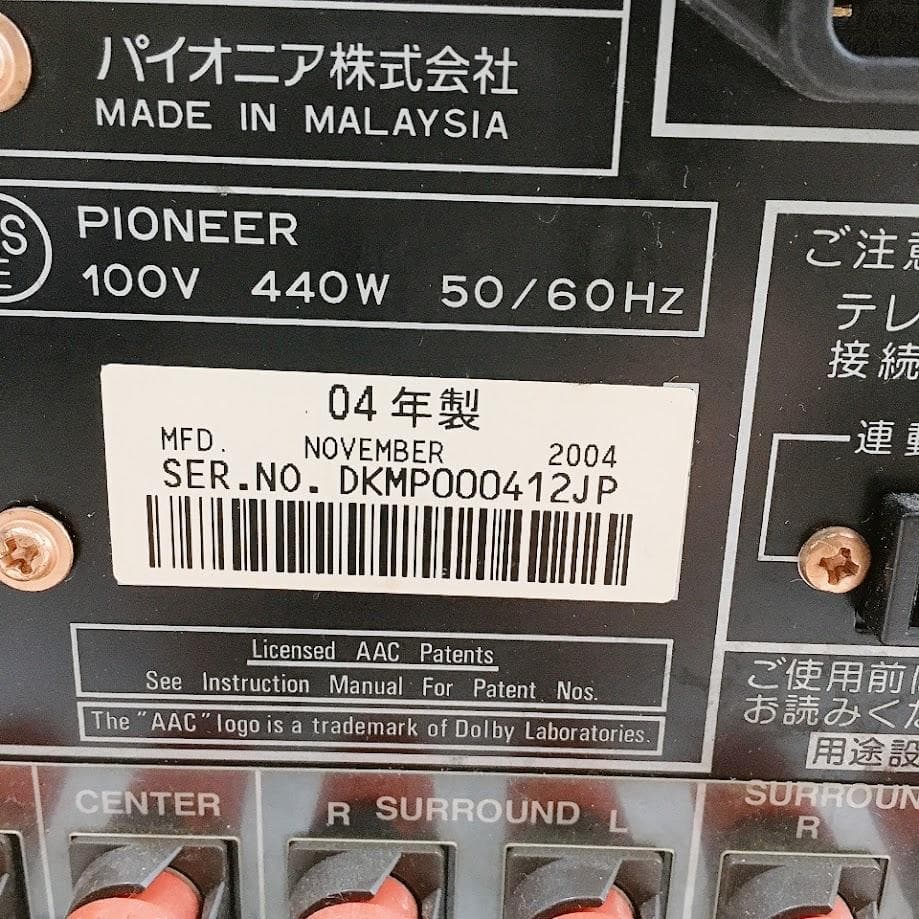 パイオニア株式会社
MADE IN MALAYSIA
PIONEER
100V 440W 50/60Hz
04年製
MFD. NOVEMBER 2004
SER.NO. DKMP000412JP
Licensed AAC Patents
See Instruction Manual For Patent Nos.
The "AAC" logo is a trademark of Dolby Laboratories.
ご注意
テレ
接続
連動
ご使用前に
お読みくだ
用途設
CENTER
R SURROUND L
SURROUN
R